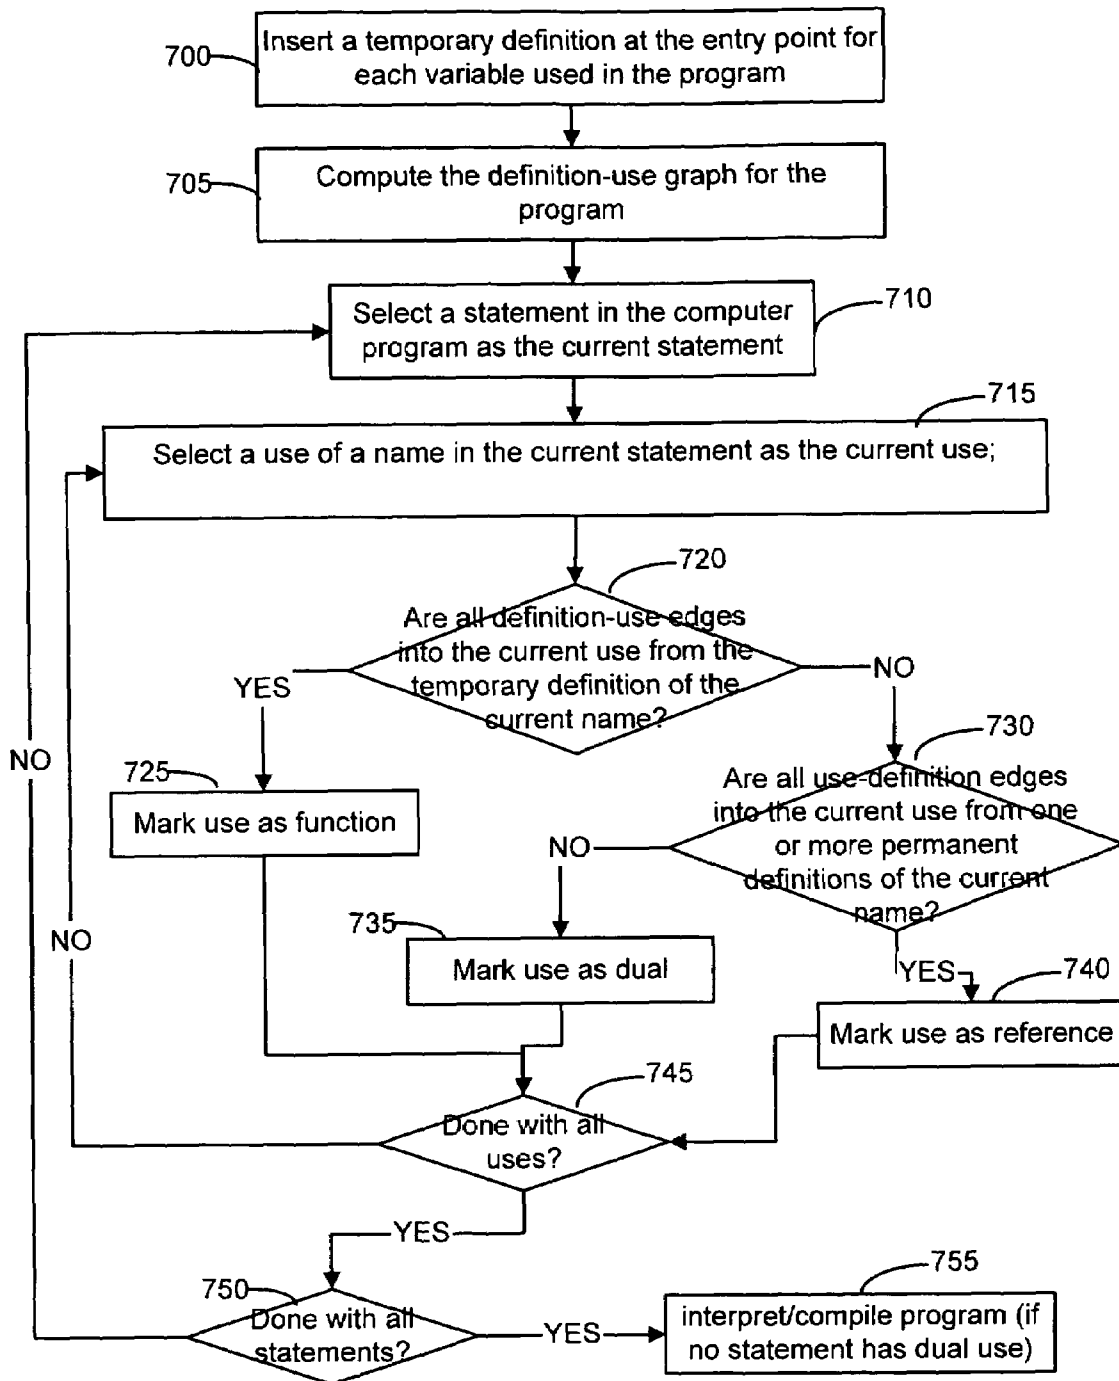 700
Insert a temporary definition at the entry point for
each variable used in the program
705
Compute the definition-use graph for the
program
710
Select a statement in the computer
program as the current statement
715
Select a use of a name in the current statement as the current use;
720
Are all definition-use edges
into the current use from the
temporary definition of the
current name?
YES
NO
725
Mark use as function
730
Are all use-definition edges
into the current use from one
or more permanent
definitions of the current
name?
NO
YES
735
Mark use as dual
740
Mark use as reference
745
Done with all
uses?
NO
YES
750
Done with all
statements?
NO
YES
755
interpret/compile program (if
no statement has dual use)